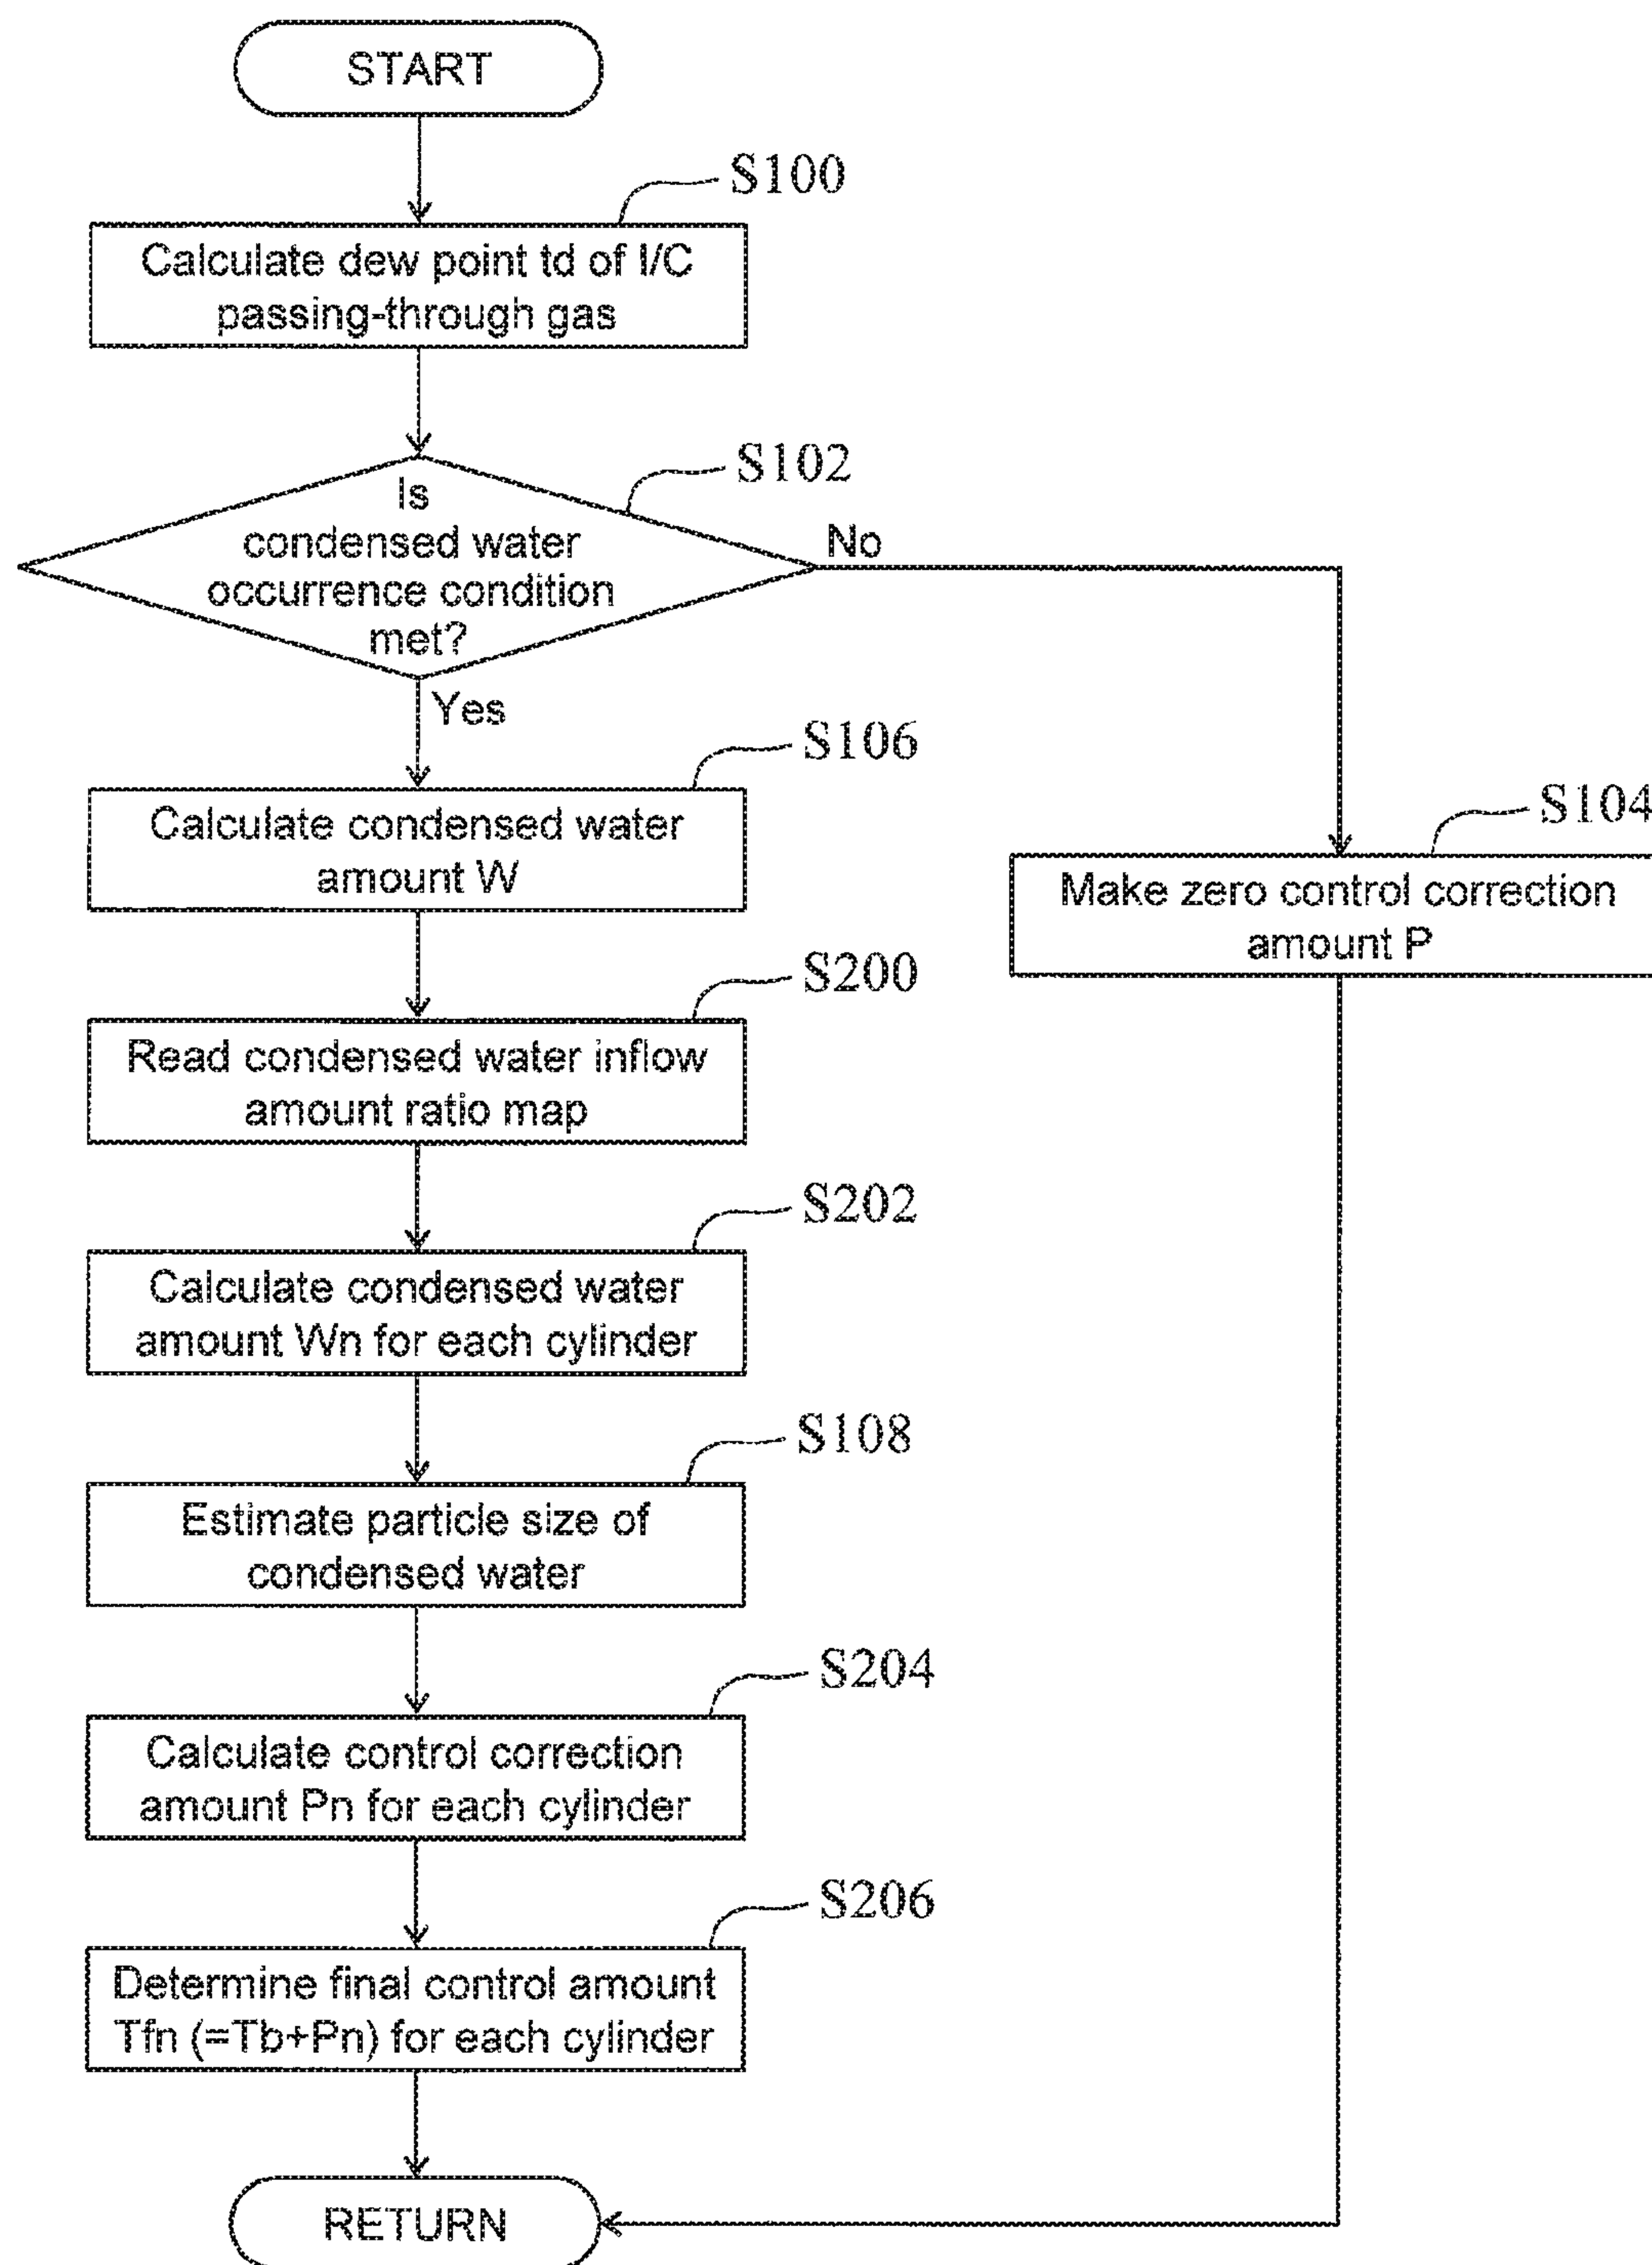 START
S100
Calculate dew point td of I/C
passing-through gas
S102
Is
condensed water
occurrence condition
met?
No
Yes
S106
Calculate condensed water
amount W
S104
Make zero control correction
amount P
S200
Read condensed water inflow
amount ratio map
S202
Calculate condensed water
amount Wn for each cylinder
S108
Estimate particle size of
condensed water
S204
Calculate control correction
amount Pn for each cylinder
S206
Determine final control amount
Tfn (=Tb+Pn) for each cylinder
RETURN